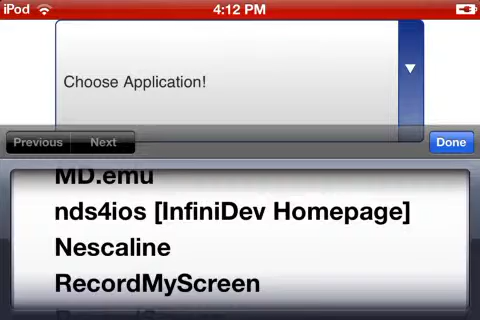 iPod 4:12 PM
Choose Application!
Previous Next Done
MD.emu
nds4ios [InfiniDev Homepage]
Nescaline
RecordMyScreen